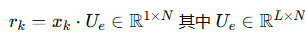 r_k = x_k · U_e ∈ ℝ^{1×N} 其中 U_e ∈ ℝ^{L×N}